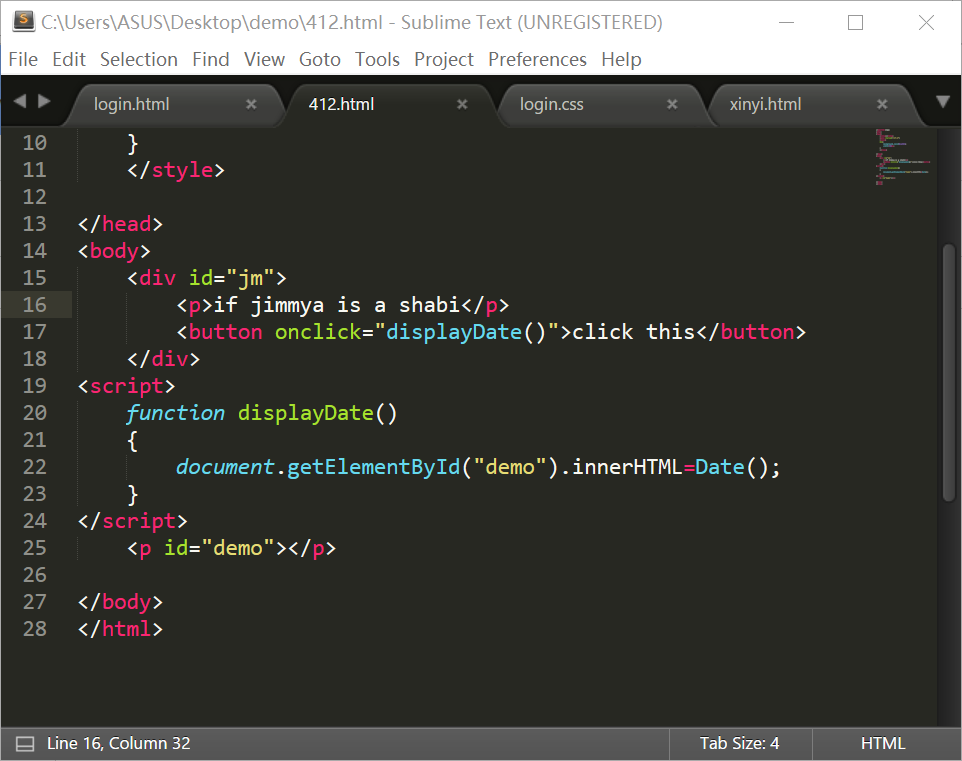 C:\Users\ASUS\Desktop\demo\412.html - Sublime Text (UNREGISTERED)
File Edit Selection Find View Goto Tools Project Preferences Help
login.html 412.html login.css xinyi.html
10 }
11 </style>
12
13 </head>
14 <body>
15 <div id="jm">
16 <p>if jimmya is a shabi</p>
17 <button onclick="displayDate()">click this</button>
18 </div>
19 <script>
20 function displayDate()
21 {
22 document.getElementById("demo").innerHTML=Date();
23 }
24 </script>
25 <p id="demo"></p>
26
27 </body>
28 </html>
Line 16, Column 32 Tab Size: 4 HTML